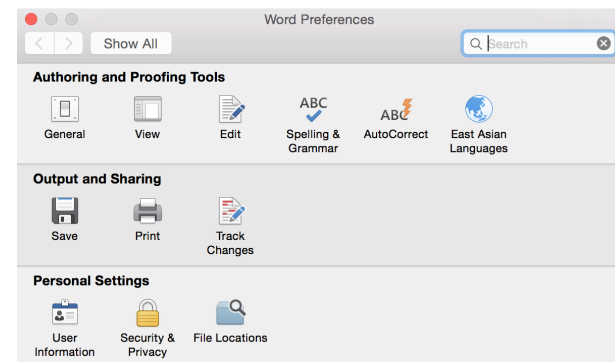 Word Preferences
Show All
Search
Authoring and Proofing Tools
ABC
ABC
General
View
Edit
Spelling &
Grammar
AutoCorrect
East Asian
Languages
Output and Sharing
Save
Print
Track
Changes
Personal Settings
User
Information
Security &
Privacy
File Locations